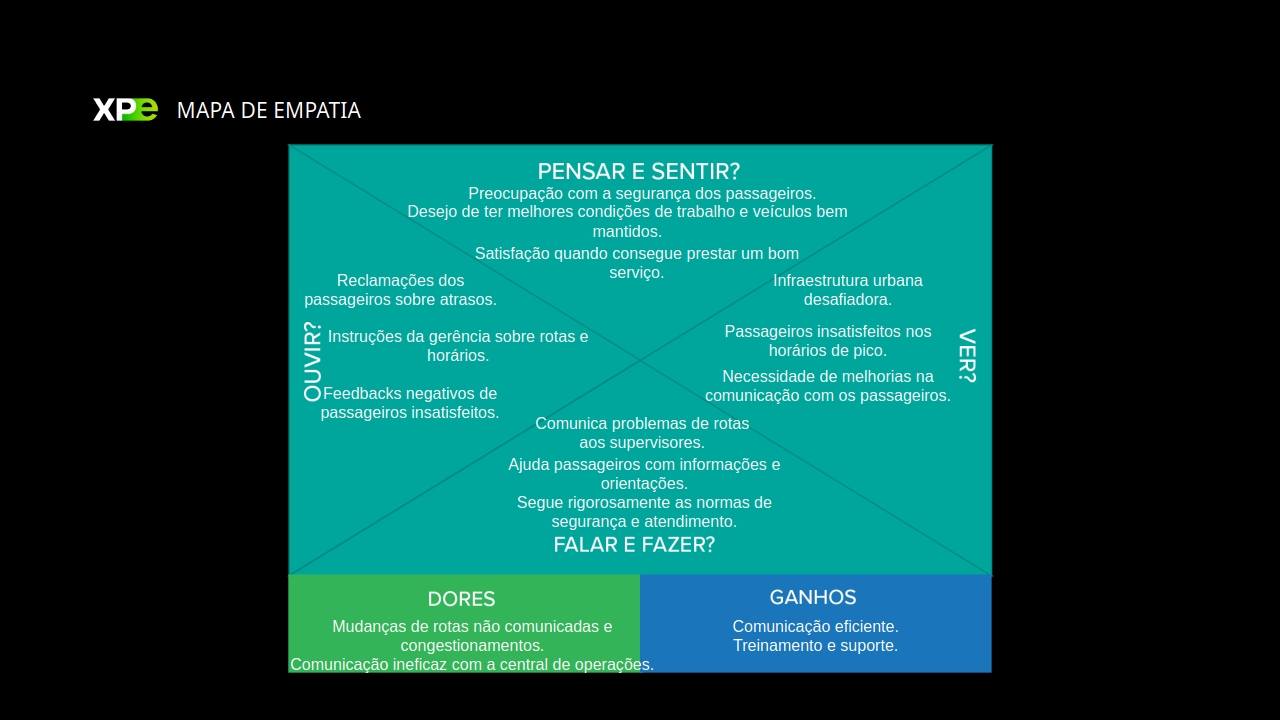 XPe MAPA DE EMPATIA
PENSAR E SENTIR?
Preocupação com a segurança dos passageiros.
Desejo de ter melhores condições de trabalho e veículos bem
mantidos.
Satisfação quando consegue prestar um bom
serviço.
OUVIR?
Reclamações dos
passageiros sobre atrasos.
Instruções da gerência sobre rotas e
horários.
Feedbacks negativos de
passageiros insatisfeitos.
VER?
Infraestrutura urbana
desafiadora.
Passageiros insatisfeitos nos
horários de pico.
Necessidade de melhorias na
comunicação com os passageiros.
Comunica problemas de rotas
aos supervisores.
Ajuda passageiros com informações e
orientações.
Segue rigorosamente as normas de
segurança e atendimento.
FALAR E FAZER?
DORES
Mudanças de rotas não comunicadas e
congestionamentos.
Comunicação ineficaz com a central de operações.
GANHOS
Comunicação eficiente.
Treinamento e suporte.